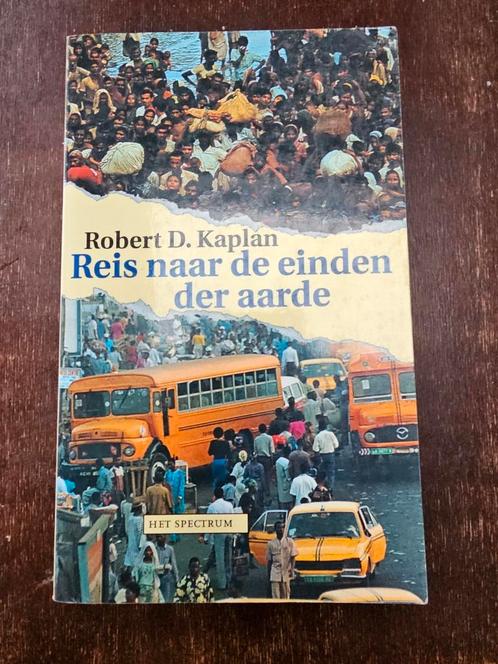 Robert D. Kaplan
Reis naar de einden
der aarde
HET SPECTRUM